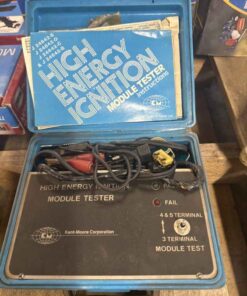 HIGH
ENERGY
IGNITION
MODULE TESTER
instructions
HIGH ENERGY IGNITION
MODULE TESTER
FAIL
4 & 5 TERMINAL
3 TERMINAL
Kent-Moore Corporation
MODULE TEST